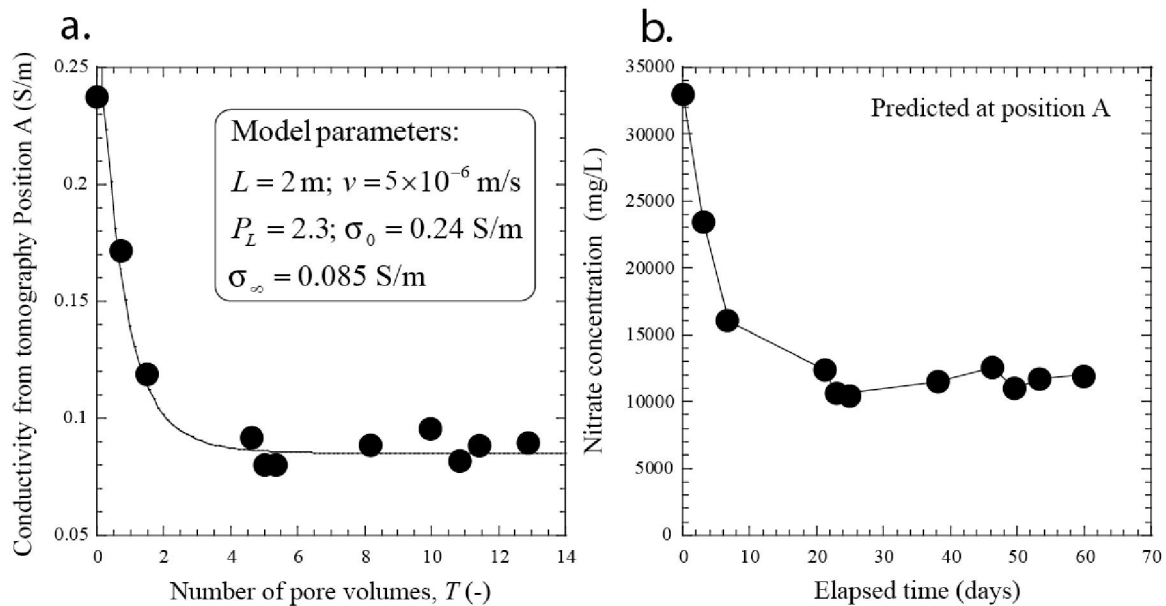 a.
Conductivity from tomography Position A (S/m)
0.25
0.2
0.15
0.1
0.05
Model parameters:
L = 2 m; v = 5×10⁻⁶ m/s
P_L = 2.3; σ₀ = 0.24 S/m
σ_∞ = 0.085 S/m
0 2 4 6 8 10 12 14
Number of pore volumes, T (-)
b.
Nitrate concentration (mg/L)
35000
30000
25000
20000
15000
10000
5000
0
Predicted at position A
0 10 20 30 40 50 60 70
Elapsed time (days)